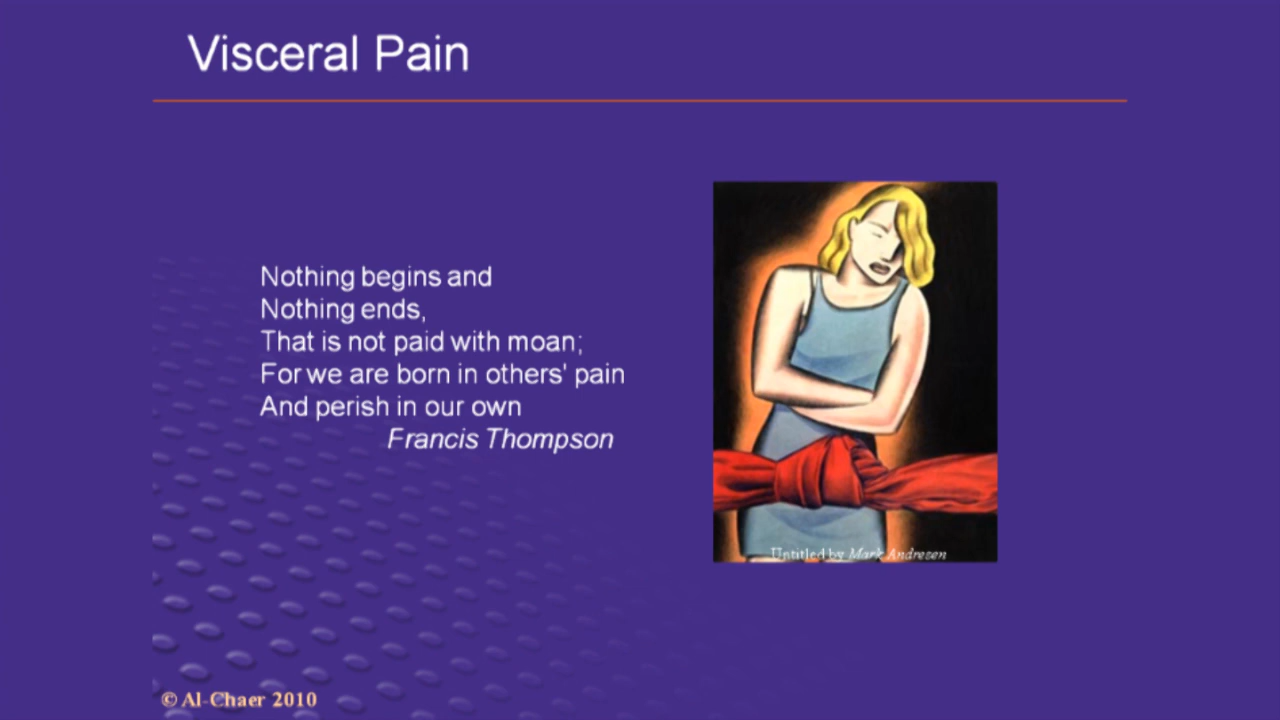 Visceral Pain
Nothing begins and
Nothing ends,
That is not paid with moan;
For we are born in others' pain
And perish in our own
Francis Thompson
Untitled by Mark Andresen
© Al-Chaer 2010